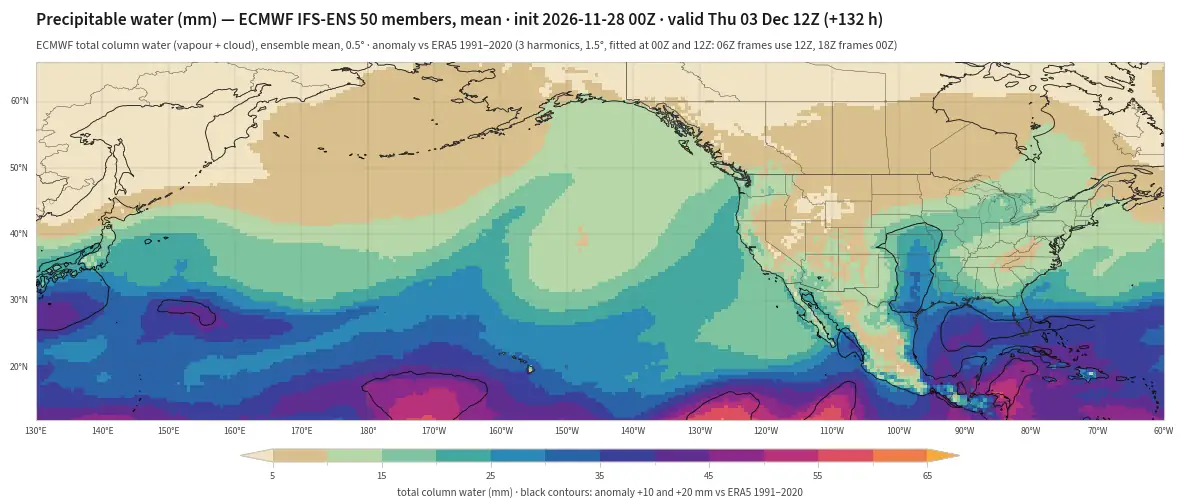 Precipitable water (mm) — ECMWF IFS-ENS 50 members, mean · init 2026-11-28 00Z · valid Thu 03 Dec 12Z (+132 h)
ECMWF total column water (vapour + cloud), ensemble mean, 0.5° · anomaly vs ERA5 1991–2020 (3 harmonics, 1.5°, fitted at 00Z and 12Z: 06Z frames use 12Z, 18Z frames 00Z)
60°N
50°N
40°N
30°N
20°N
130°E 140°E 150°E 160°E 170°E 180° 170°W 160°W 150°W 140°W 130°W 120°W 110°W 100°W 90°W 80°W 70°W 60°W
5 15 25 35 45 55 65
total column water (mm) · black contours: anomaly +10 and +20 mm vs ERA5 1991–2020